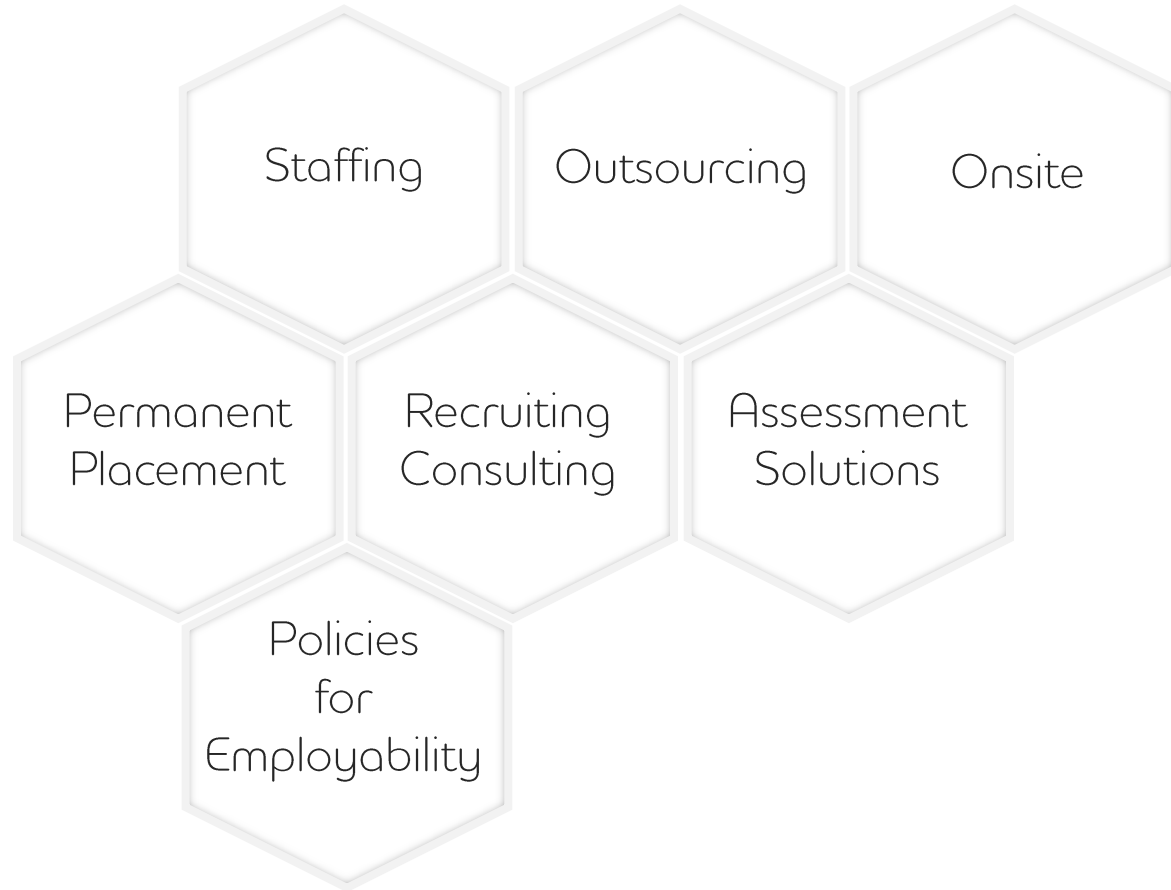 Staffing
Outsourcing
Onsite
Permanent
Placement
Recruiting
Consulting
Assessment
Solutions
Policies
for
Employability